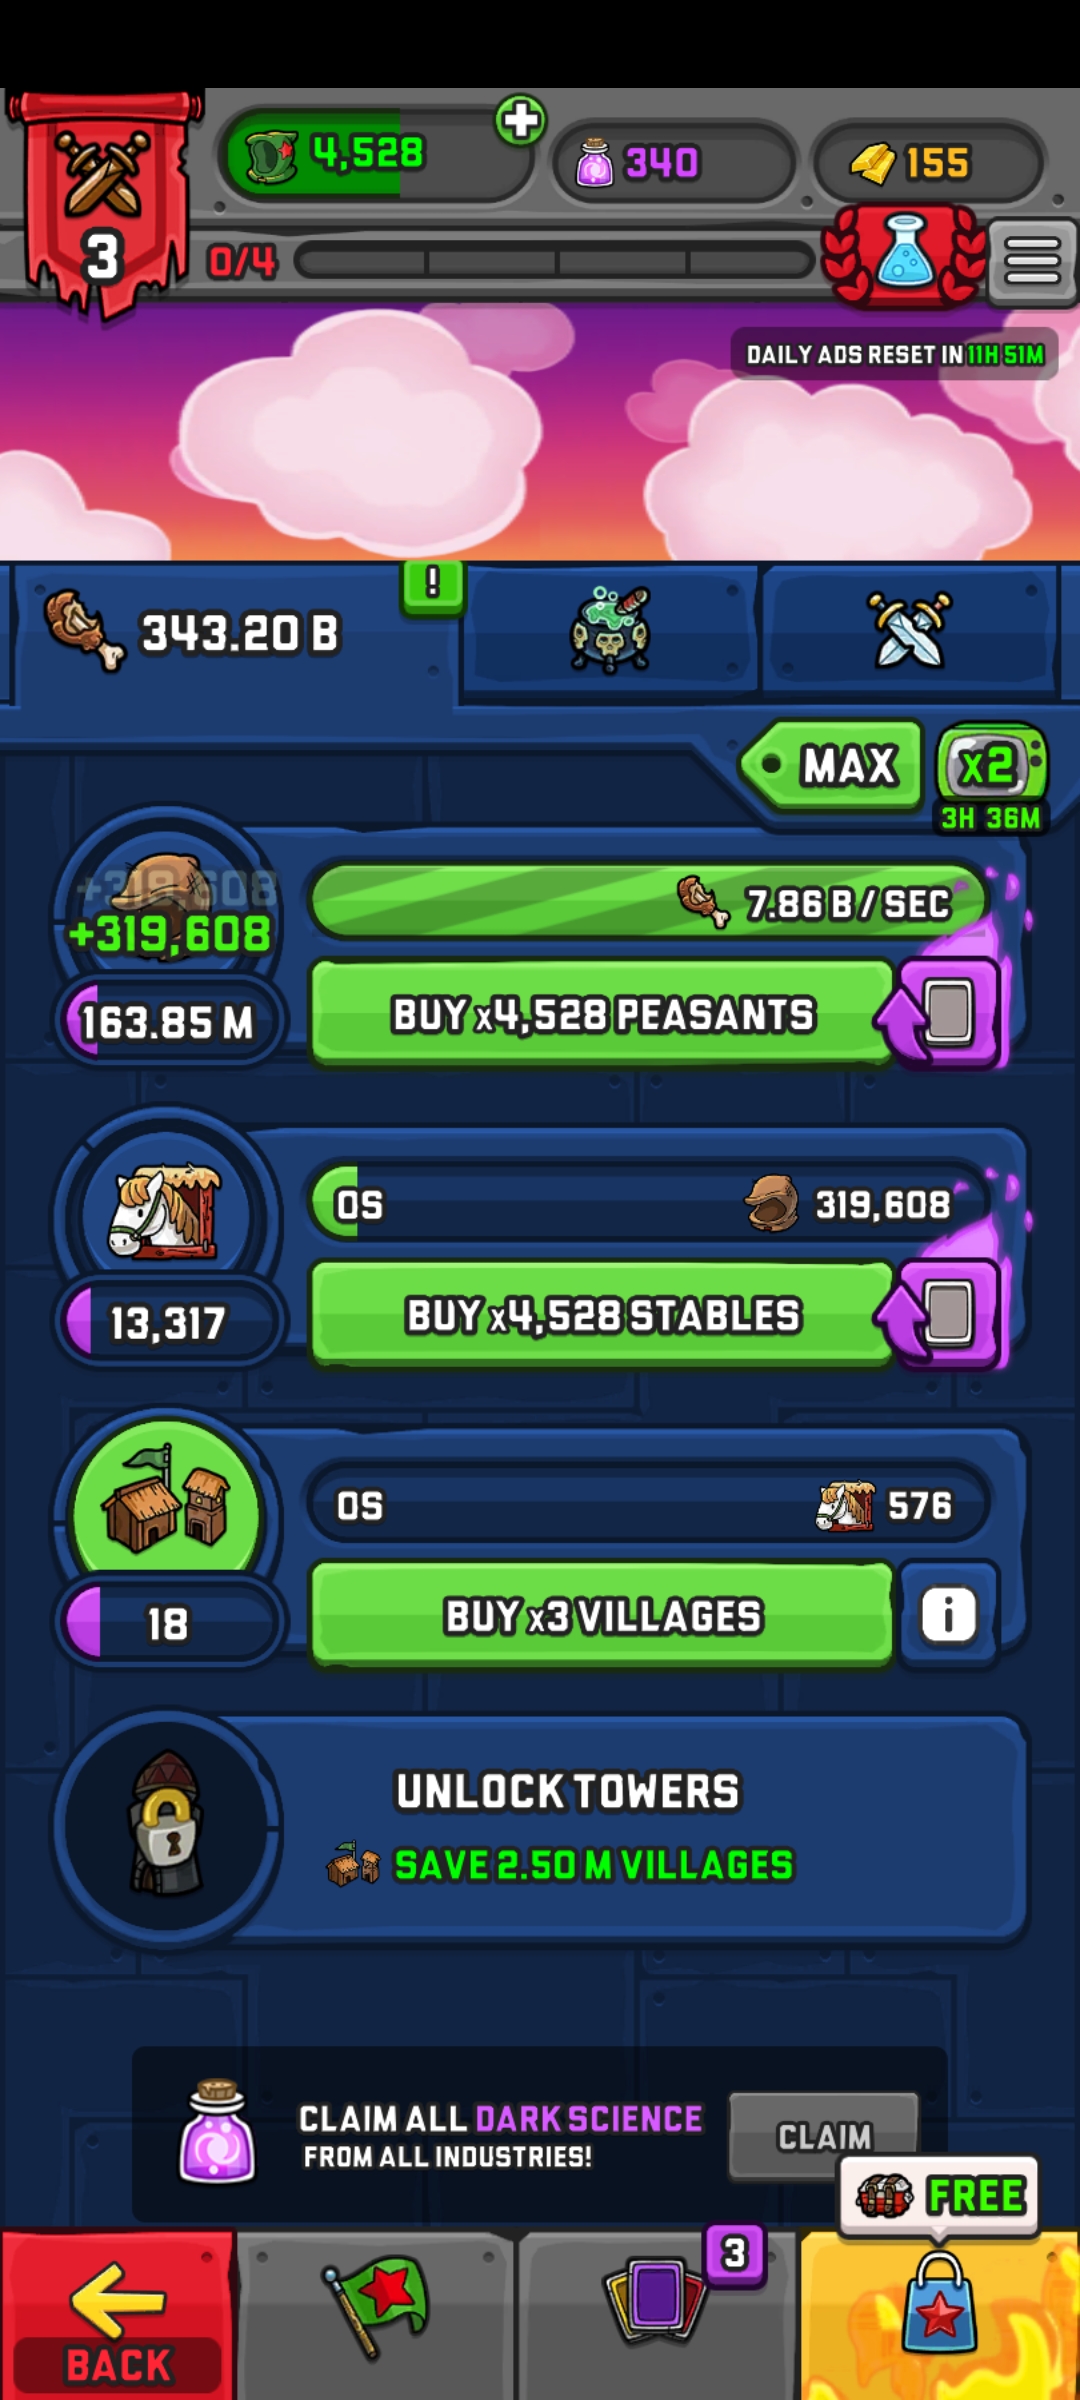 4,528
340
155
3
0/4
DAILY ADS RESET IN 11H 51M
343.20 B
!
MAX
x2
3H 36M
+319,608
+319,608
7.86 B / SEC
163.85 M
BUY x4,528 PEASANTS
0S
319,608
13,317
BUY x4,528 STABLES
0S
576
18
BUY x3 VILLAGES
i
UNLOCK TOWERS
SAVE 2.50 M VILLAGES
CLAIM ALL DARK SCIENCE
FROM ALL INDUSTRIES!
CLAIM
FREE
3
BACK